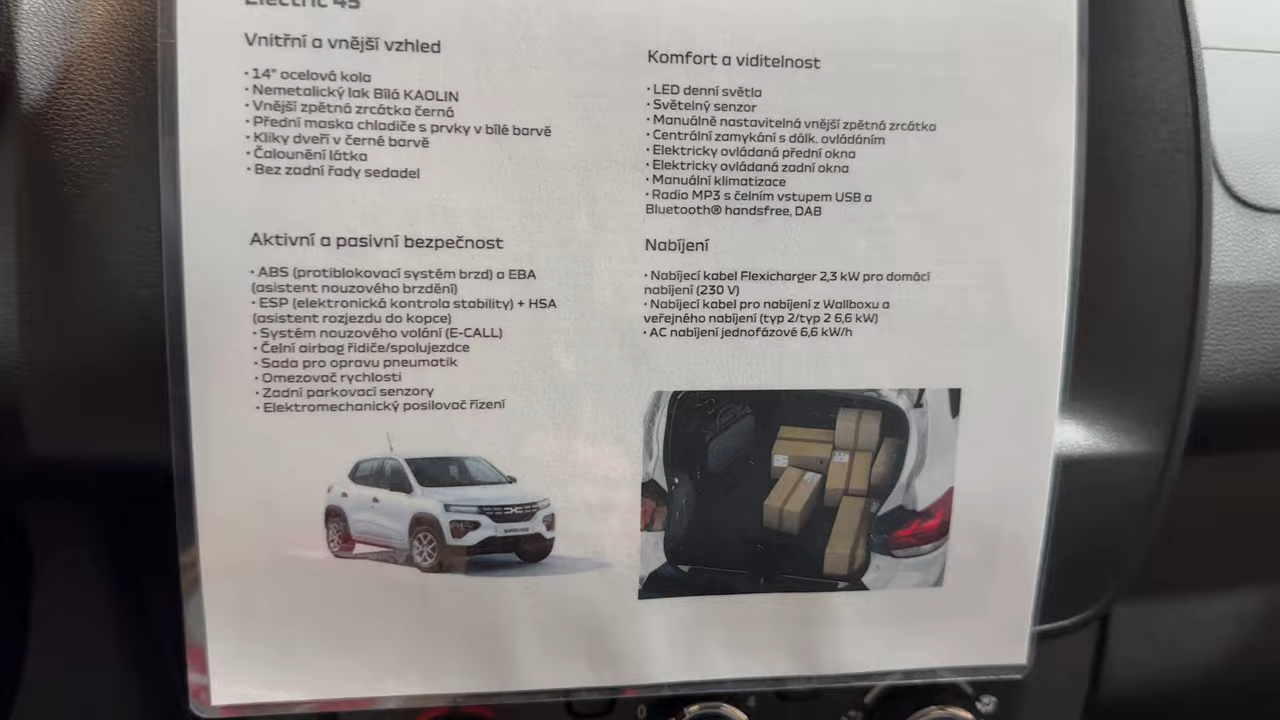 Electric 45
Vnitřní a vnější vzhled
• 14" ocelová kola
• Nemetalický lak Bílá KAOLIN
• Vnější zpětná zrcátka černá
• Přední maska chladiče s prvky v bílé barvě
• Kliky dveří v černé barvě
• Čalounění látka
• Bez zadní řady sedadel
Aktivní a pasivní bezpečnost
• ABS (protiblokovací systém brzd) a EBA
(asistent nouzového brzdění)
• ESP (elektronická kontrola stability) + HSA
(asistent rozjezdu do kopce)
• Systém nouzového volání (E-CALL)
• Čelní airbag řidiče/spolujezdce
• Sada pro opravu pneumatik
• Omezovač rychlosti
• Zadní parkovací senzory
• Elektromechanický posilovač řízení
Komfort a viditelnost
• LED denní světla
• Světelný senzor
• Manuálně nastavitelná vnější zpětná zrcátka
• Centrální zamykání s dálk. ovládáním
• Elektricky ovládaná přední okna
• Elektricky ovládaná zadní okna
• Manuální klimatizace
• Radio MP3 s čelním vstupem USB a
Bluetooth® handsfree, DAB
Nabíjení
• Nabíjecí kabel Flexicharger 2,3 kW pro domácí
nabíjení (230 V)
• Nabíjecí kabel pro nabíjení z Wallboxu a
veřejného nabíjení (typ 2/typ 2 6,6 kW)
• AC nabíjení jednofázové 6,6 kW/h
0